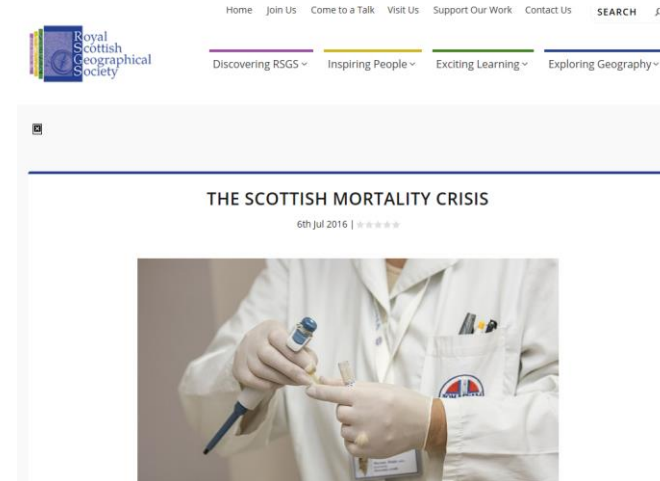 Home Join Us Come to a Talk Visit Us Support Our Work Contact Us SEARCH
Royal
Scottish
Geographical
Society
Discovering RSGS Inspiring People Exciting Learning Exploring Geography
THE SCOTTISH MORTALITY CRISIS
6th Jul 2016 |